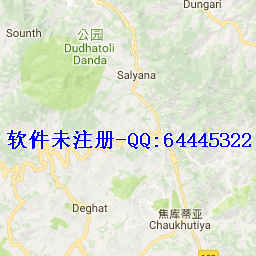 Dungari
公园
Sounth
Dudhatoli
Danda
Salyana
软件未注册-QQ:64445322
Deghat
焦库蒂亚
Chaukhutiya